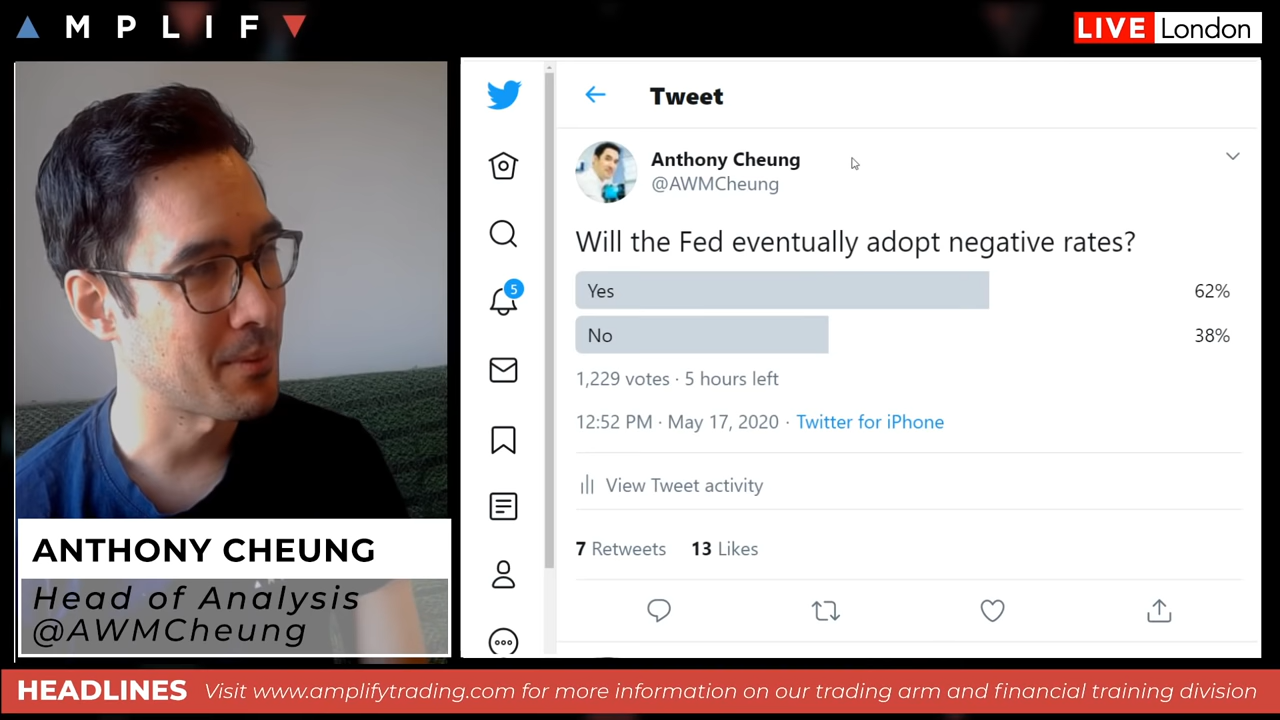 AMPLIFY
LIVE London
Tweet
Anthony Cheung
@AWMCheung
Will the Fed eventually adopt negative rates?
Yes 62%
No 38%
1,229 votes · 5 hours left
12:52 PM · May 17, 2020 · Twitter for iPhone
View Tweet activity
7 Retweets 13 Likes
5
ANTHONY CHEUNG
Head of Analysis
@AWMCheung
HEADLINES Visit www.amplifytrading.com for more information on our trading arm and financial training division